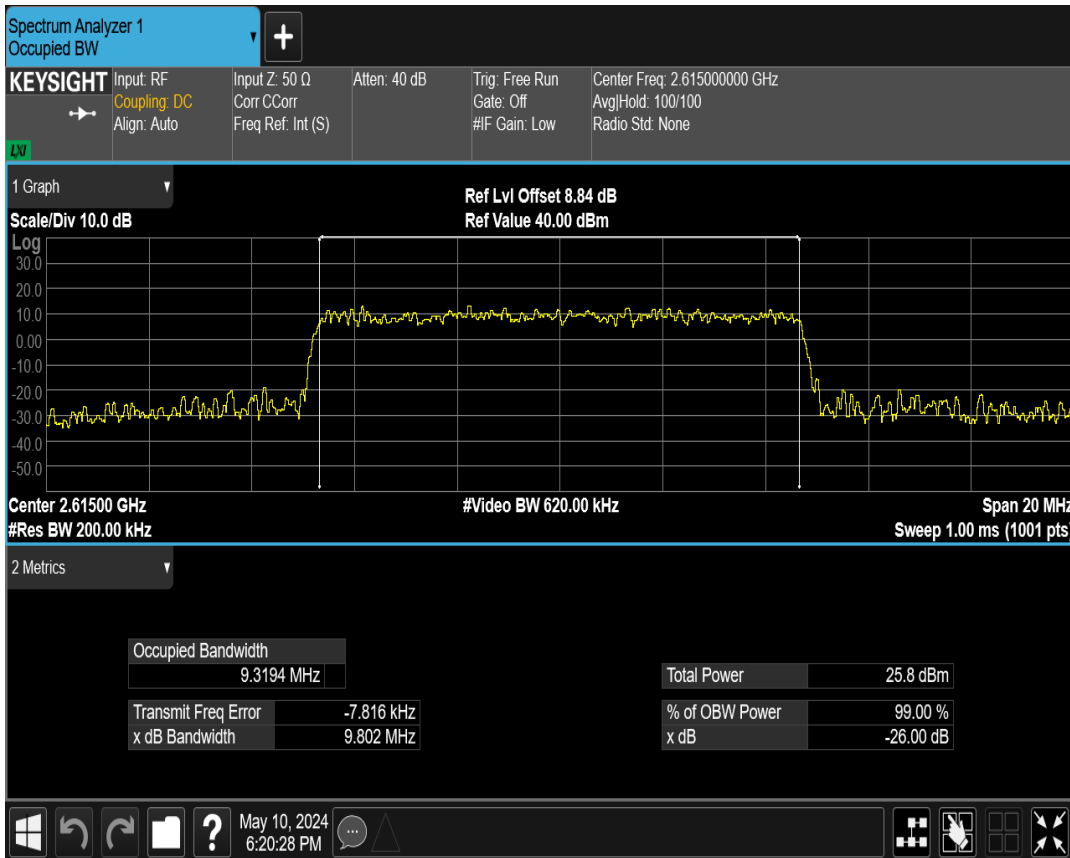 Spectrum Analyzer 1
Occupied BW
KEYSIGHT
LXI
Input: RF
Coupling: DC
Align: Auto
Input Z: 50 Ω
Corr CCorr
Freq Ref: Int (S)
Atten: 40 dB
Trig: Free Run
Gate: Off
#IF Gain: Low
Center Freq: 2.615000000 GHz
Avg|Hold: 100/100
Radio Std: None
1 Graph
Scale/Div 10.0 dB
Ref Lvl Offset 8.84 dB
Ref Value 40.00 dBm
Log
30.0
20.0
10.0
0.00
-10.0
-20.0
-30.0
-40.0
-50.0
Center 2.61500 GHz
#Video BW 620.00 kHz
Span 20 MHz
#Res BW 200.00 kHz
Sweep 1.00 ms (1001 pts)
2 Metrics
Occupied Bandwidth
9.3194 MHz
Total Power 25.8 dBm
Transmit Freq Error -7.816 kHz
% of OBW Power 99.00 %
x dB Bandwidth 9.802 MHz
x dB -26.00 dB
?
May 10, 2024
6:20:28 PM